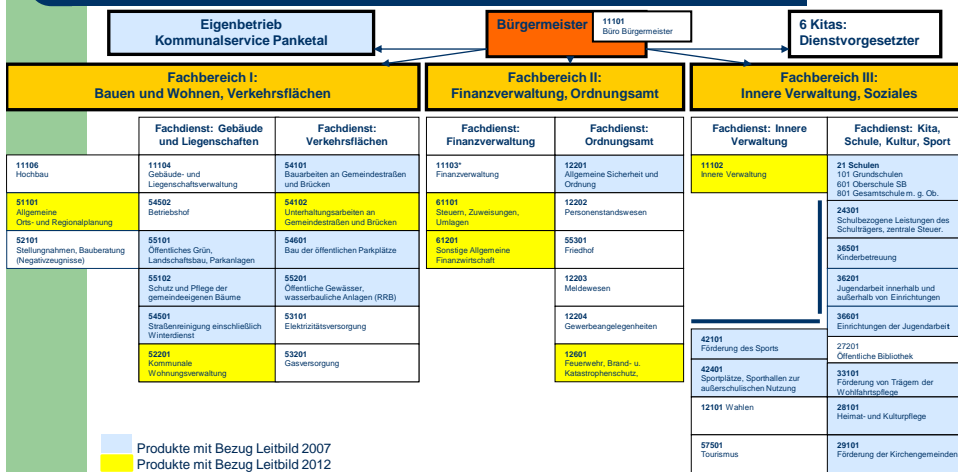 Eigenbetrieb
Kommunalservice Panketal
Bürgermeister
11101
Büro Bürgermeister
6 Kitas:
Dienstvorgesetzter
Fachbereich I:
Bauen und Wohnen, Verkehrsflächen
Fachbereich II:
Finanzverwaltung, Ordnungsamt
Fachbereich III:
Innere Verwaltung, Soziales
Fachdienst: Gebäude
und Liegenschaften
Fachdienst:
Verkehrsflächen
Fachdienst:
Finanzverwaltung
Fachdienst:
Ordnungsamt
Fachdienst: Innere
Verwaltung
Fachdienst: Kita,
Schule, Kultur, Sport
11106
Hochbau
51101
Allgemeine
Orts- und Regionalplanung
52101
Stellungnahmen, Bauberatung
(Negativzeugnisse)
11104
Gebäude- und
Liegenschaftsverwaltung
54502
Betriebshof
55101
Öffentliches Grün,
Landschaftsbau, Parkanlagen
55102
Schutz und Pflege der
gemeindeeigenen Bäume
54501
Straßenreinigung einschließlich
Winterdienst
52201
Kommunale
Wohnungsverwaltung
54101
Bauarbeiten an Gemeindestraßen
und Brücken
54102
Unterhaltungsarbeiten an
Gemeindestraßen und Brücken
54601
Bau der öffentlichen Parkplätze
55201
Öffentliche Gewässer,
wasserbauliche Anlagen (RRB)
53101
Elektrizitätsversorgung
53201
Gasversorgung
11103*
Finanzverwaltung
61101
Steuern, Zuweisungen,
Umlagen
61201
Sonstige Allgemeine
Finanzwirtschaft
12201
Allgemeine Sicherheit und
Ordnung
12202
Personenstandswesen
55301
Friedhof
12203
Meldewesen
12204
Gewerbeangelegenheiten
12601
Feuerwehr, Brand- u.
Katastrophenschutz,
11102
Innere Verwaltung
42101
Förderung des Sports
42401
Sportplätze, Sporthallen zur
außerschulischen Nutzung
12101 Wahlen
57501
Tourismus
21 Schulen
101 Grundschulen
601 Oberschule SB
801 Gesamtschule m. g. Ob.
24301
Schulbezogene Leistungen des
Schulträgers, zentrale Steuer.
36501
Kinderbetreuung
36201
Jugendarbeit innerhalb und
außerhalb von Einrichtungen
36601
Einrichtungen der Jugendarbeit
27201
Öffentliche Bibliothek
33101
Förderung von Trägern der
Wohlfahrtspflege
28101
Heimat- und Kulturpflege
29101
Förderung der Kirchengemeinden
Produkte mit Bezug Leitbild 2007
Produkte mit Bezug Leitbild 2012